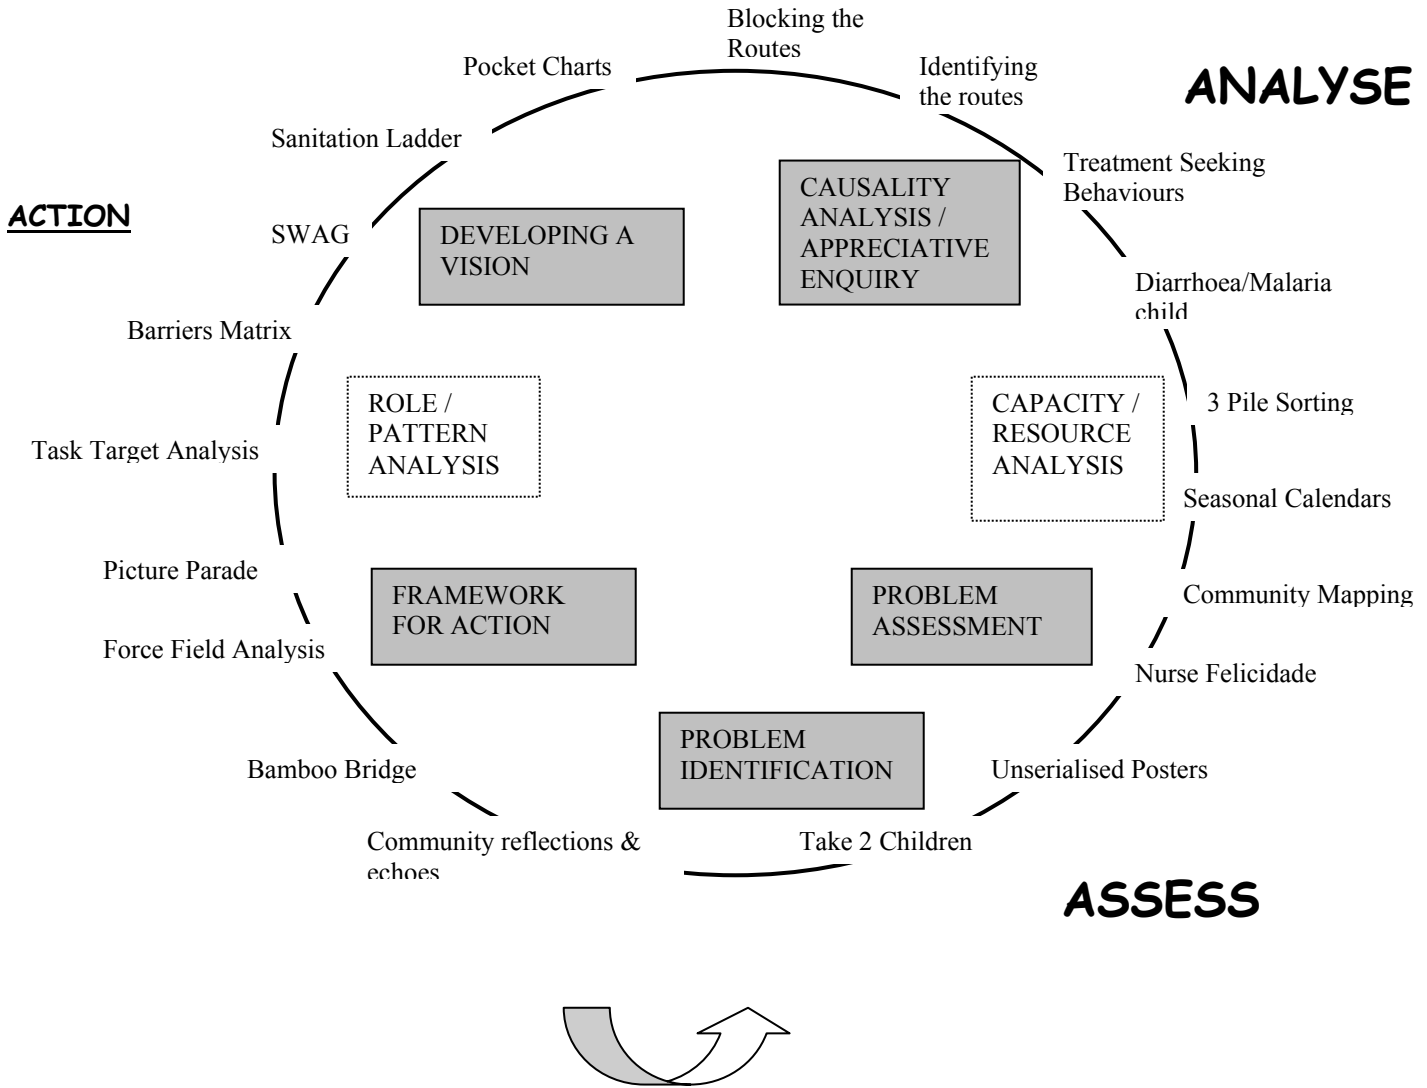 Blocking the
Routes
Pocket Charts
Identifying
the routes
ANALYSE
Sanitation Ladder
Treatment Seeking
Behaviours
ACTION
SWAG
DEVELOPING A
VISION
CAUSALITY
ANALYSIS /
APPRECIATIVE
ENQUIRY
Diarrhoea/Malaria
child
Barriers Matrix
ROLE /
PATTERN
ANALYSIS
CAPACITY /
RESOURCE
ANALYSIS
3 Pile Sorting
Task Target Analysis
Seasonal Calendars
Picture Parade
FRAMEWORK
FOR ACTION
PROBLEM
ASSESSMENT
Community Mapping
Force Field Analysis
Nurse Felicidade
PROBLEM
IDENTIFICATION
Bamboo Bridge
Unserialised Posters
Community reflections &
echoes
Take 2 Children
ASSESS